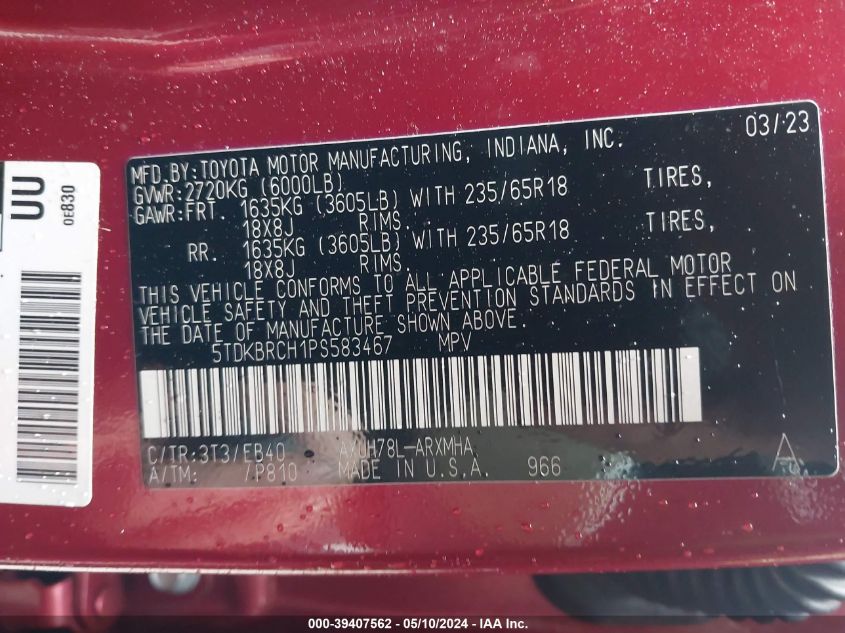 UU
0E830
03/23
MFD.BY:TOYOTA MOTOR MANUFACTURING, INDIANA, INC.
GVWR:2720KG (6000LB)
GAWR:FRT. 1635KG (3605LB) WITH 235/65R18 TIRES,
18X8J RIMS.
RR. 1635KG (3605LB) WITH 235/65R18 TIRES,
18X8J RIMS.
THIS VEHICLE CONFORMS TO ALL APPLICABLE FEDERAL MOTOR
VEHICLE SAFETY AND THEFT PREVENTION STANDARDS IN EFFECT ON
THE DATE OF MANUFACTURE SHOWN ABOVE.
5TDKBRCH1PS583467 MPV
C/TR:3T3/EB40 AXUH78L-ARXMHA
A/TM: /P810 MADE IN U.S.A. 966 A
000-39407562 - 05/10/2024 - IAA Inc.